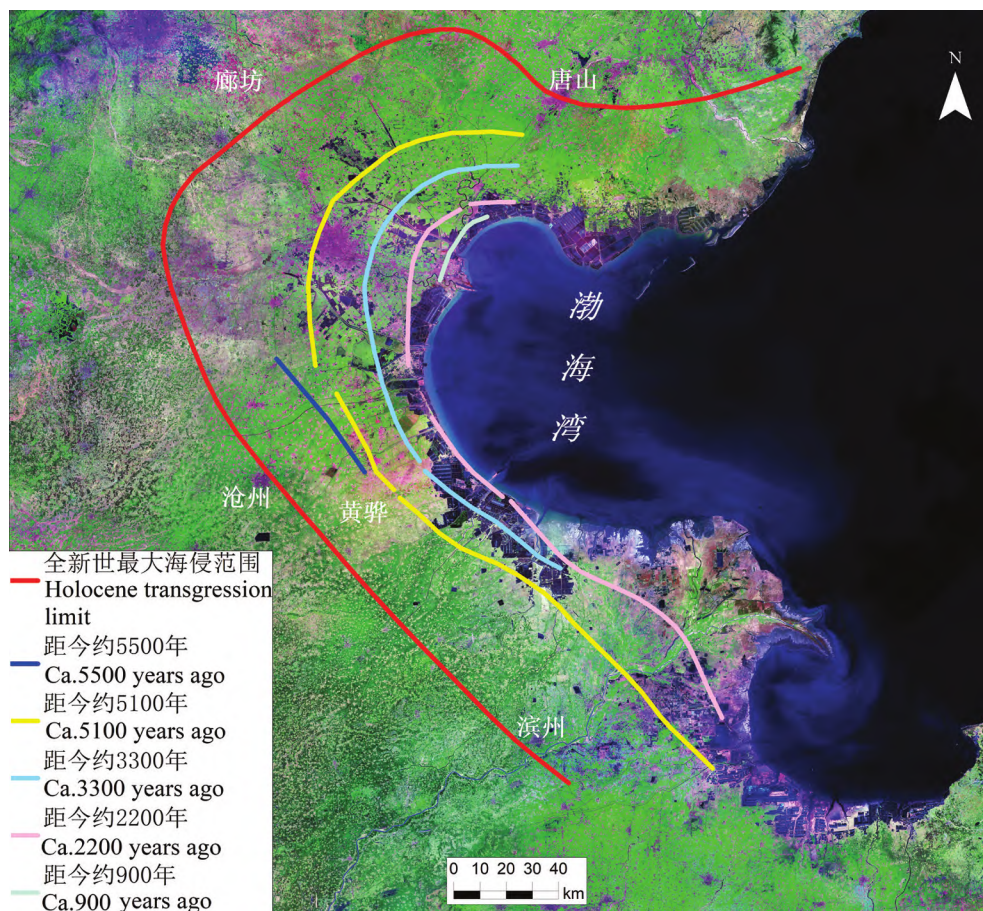 廊坊
唐山
N
渤
海
湾
沧州
黄骅
滨州
全新世最大海侵范围
Holocene transgression
limit
距今约5500年
Ca.5500 years ago
距今约5100年
Ca.5100 years ago
距今约3300年
Ca.3300 years ago
距今约2200年
Ca.2200 years ago
距今约900年
Ca.900 years ago
0 10 20 30 40
km